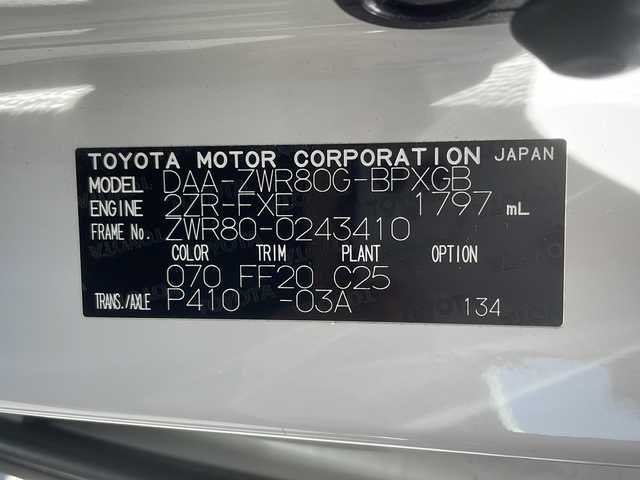 TOYOTA MOTOR CORPORATION JAPAN
MODEL DAA-ZWR80G-BPXGB
ENGINE 2ZR-FXE 1797 mL
FRAME No. ZWR80-0243410
COLOR TRIM PLANT OPTION
070 FF20 C25
TRANS./AXLE P410 -03A 134